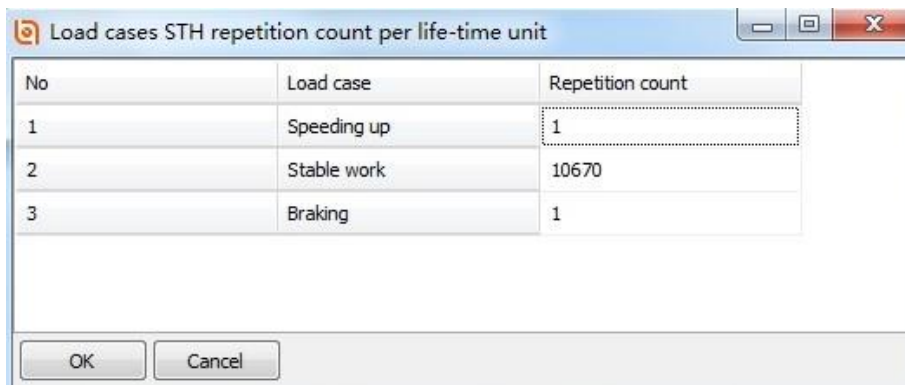 Load cases STH repetition count per life-time unit
No Load case Repetition count
1 Speeding up 1
2 Stable work 10670
3 Braking 1
OK Cancel